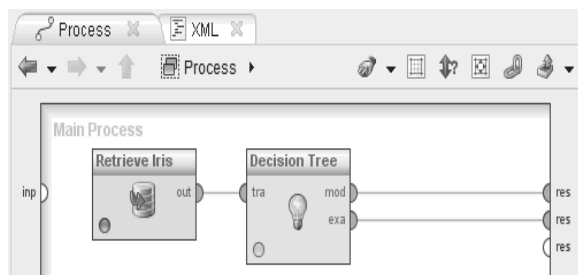 Process XML
Process
Main Process
Retrieve Iris Decision Tree
inp out tra mod res
exa res
res